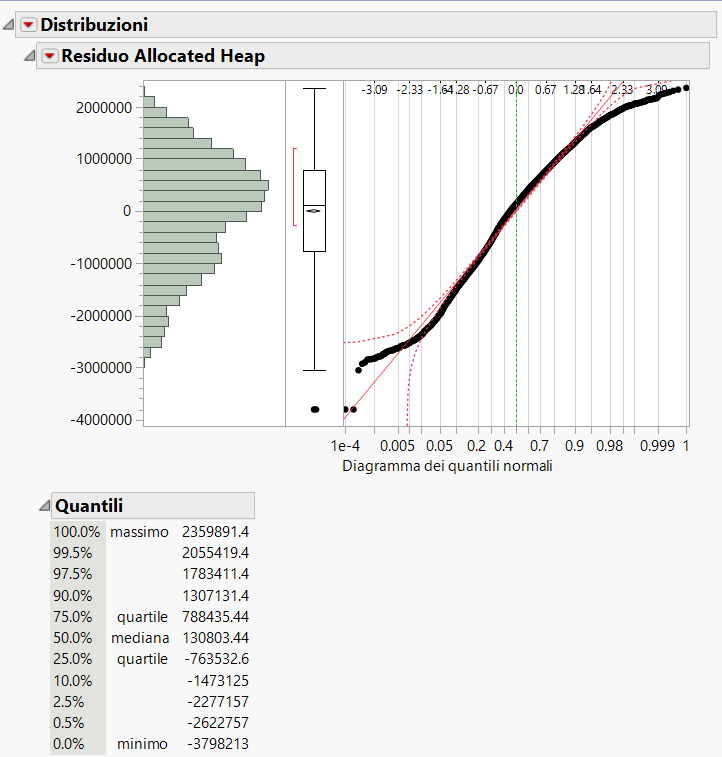 Distribuzioni
Residuo Allocated Heap
-3.09 -2.33 -1.64 -1.28 -0.67 0.0 0.67 1.28 1.64 2.33 3.09
2000000
1000000
0
-1000000
-2000000
-3000000
-4000000
1e-4 0.005 0.05 0.2 0.4 0.7 0.9 0.98 0.999 1
Diagramma dei quantili normali
Quantili
100.0% massimo 2359891.4
99.5% 2055419.4
97.5% 1783411.4
90.0% 1307131.4
75.0% quartile 788435.44
50.0% mediana 130803.44
25.0% quartile -763532.6
10.0% -1473125
2.5% -2277157
0.5% -2622757
0.0% minimo -3798213